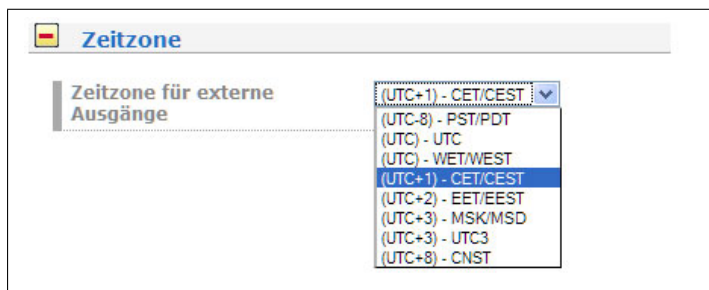 Zeitzone
Zeitzone für externe
Ausgänge
(UTC+1) - CET/CEST
(UTC-8) - PST/PDT
(UTC) - UTC
(UTC) - WET/WEST
(UTC+1) - CET/CEST
(UTC+2) - EET/EEST
(UTC+3) - MSK/MSD
(UTC+3) - UTC3
(UTC+8) - CNST